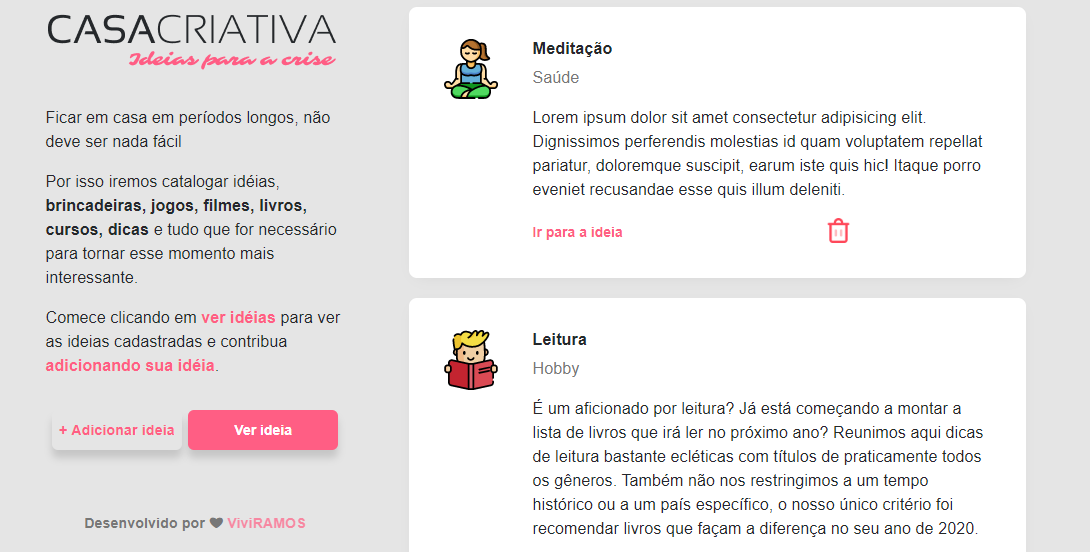 CASACRIATIVA
Ideias para a crise
Ficar em casa em períodos longos, não
deve ser nada fácil
Por isso iremos catalogar idéias,
brincadeiras, jogos, filmes, livros,
cursos, dicas e tudo que for necessário
para tornar esse momento mais
interessante.
Comece clicando em ver idéias para ver
as ideias cadastradas e contribua
adicionando sua idéia.
+ Adicionar ideia
Ver ideia
Desenvolvido por ViviRAMOS
Meditação
Saúde
Lorem ipsum dolor sit amet consectetur adipisicing elit.
Dignissimos perferendis molestias id quam voluptatem repellat
pariatur, doloremque suscipit, earum iste quis hic! Itaque porro
eveniet recusandae esse quis illum deleniti.
Ir para a ideia
Leitura
Hobby
É um aficionado por leitura? Já está começando a montar a
lista de livros que irá ler no próximo ano? Reunimos aqui dicas
de leitura bastante ecléticas com títulos de praticamente todos
os gêneros. Também não nos restringimos a um tempo
histórico ou a um país específico, o nosso único critério foi
recomendar livros que façam a diferença no seu ano de 2020.